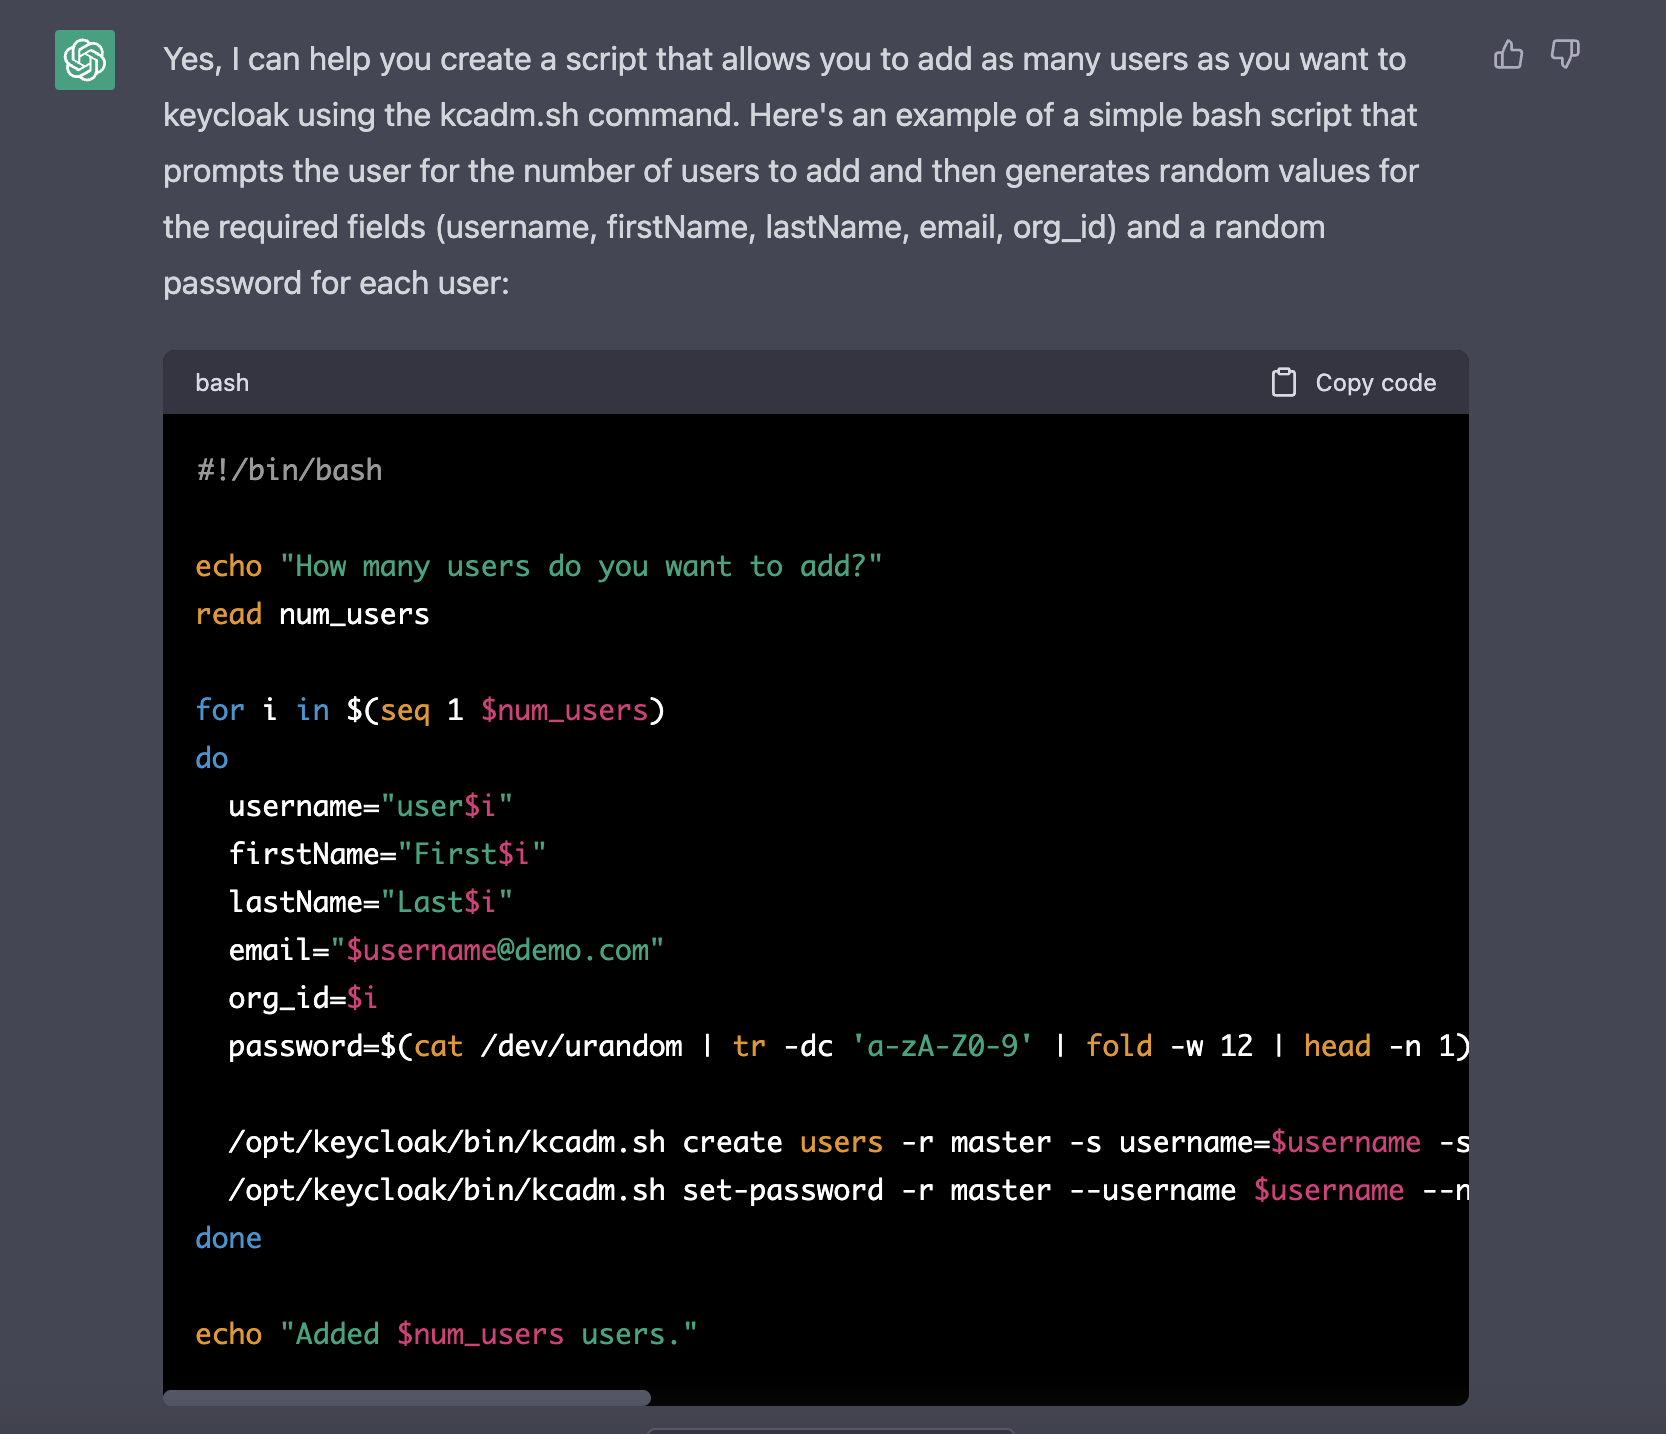 Yes, I can help you create a script that allows you to add as many users as you want to
keycloak using the kcadm.sh command. Here's an example of a simple bash script that
prompts the user for the number of users to add and then generates random values for
the required fields (username, firstName, lastName, email, org_id) and a random
password for each user:
bash
Copy code
#!/bin/bash
echo "How many users do you want to add?"
read num_users
for i in $(seq 1 $num_users)
do
  username="user$i"
  firstName="First$i"
  lastName="Last$i"
  email="$username@demo.com"
  org_id=$i
  password=$(cat /dev/urandom | tr -dc 'a-zA-Z0-9' | fold -w 12 | head -n 1)
  /opt/keycloak/bin/kcadm.sh create users -r master -s username=$username -s
  /opt/keycloak/bin/kcadm.sh set-password -r master --username $username --n
done
echo "Added $num_users users."